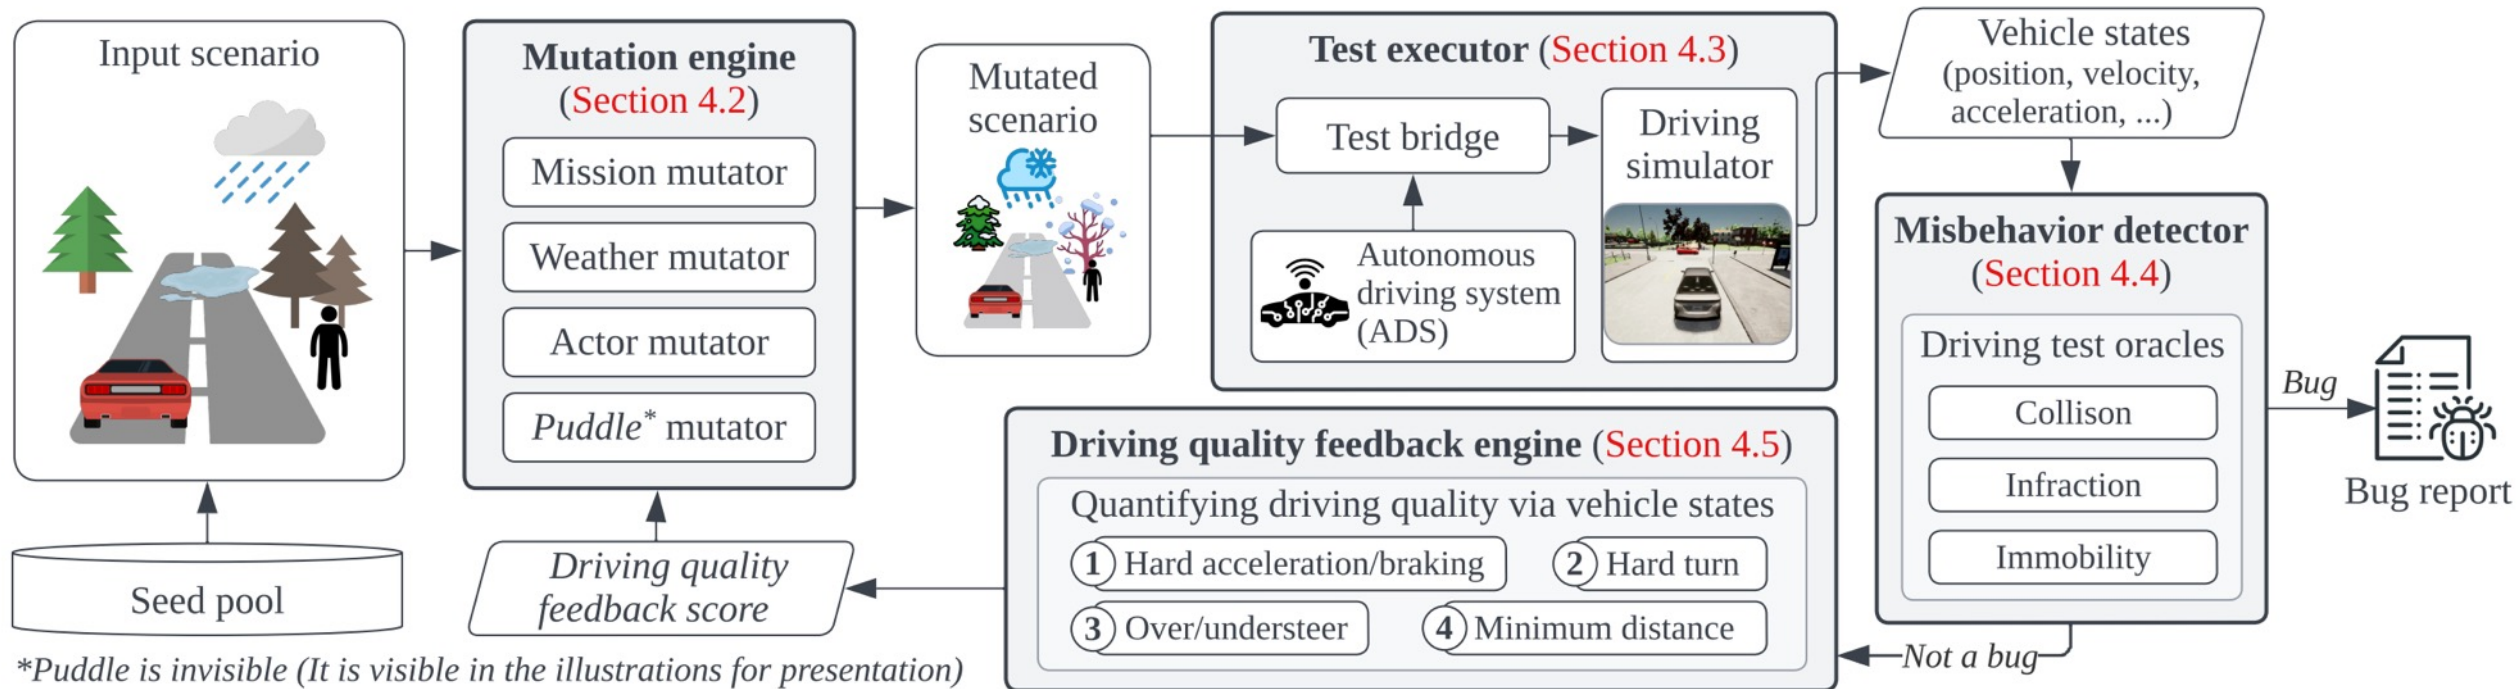 Input scenario
Seed pool
*Puddle is invisible (It is visible in the illustrations for presentation)
Mutation engine
(Section 4.2)
Mission mutator
Weather mutator
Actor mutator
Puddle* mutator
Mutated
scenario
Test executor (Section 4.3)
Test bridge
Autonomous
driving system
(ADS)
Driving
simulator
Vehicle states
(position, velocity,
acceleration, ...)
Misbehavior detector
(Section 4.4)
Driving test oracles
Collison
Infraction
Immobility
Bug
Bug report
Not a bug
Driving quality feedback engine (Section 4.5)
Quantifying driving quality via vehicle states
1 Hard acceleration/braking
2 Hard turn
3 Over/understeer
4 Minimum distance
Driving quality
feedback score